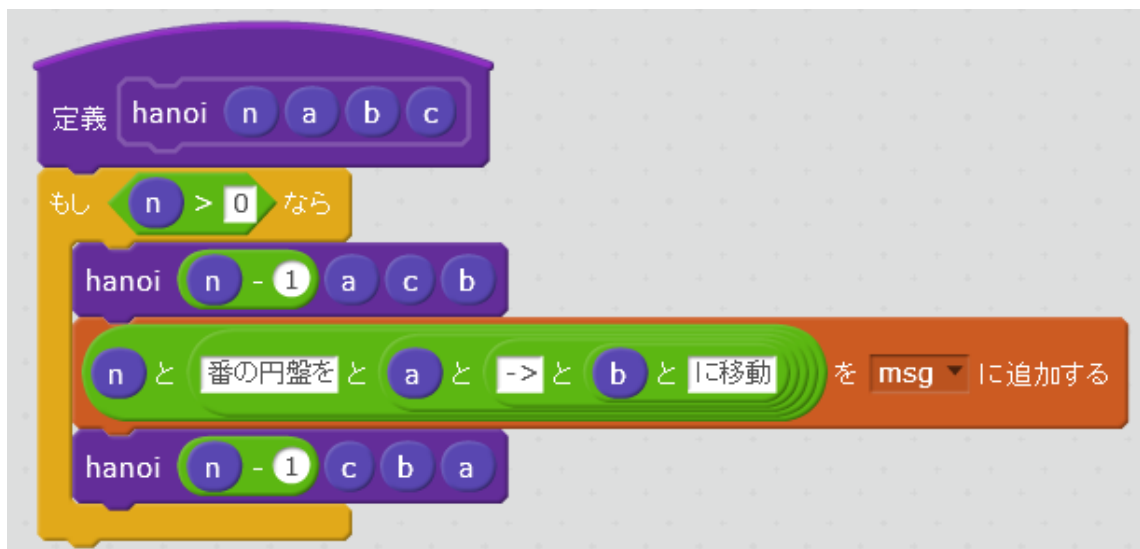 定義 hanoi n a b c
もし n > 0 なら
hanoi n - 1 a c b
n と 番の円盤を と a と -> と b と に移動 を msg に追加する
hanoi n - 1 c b a